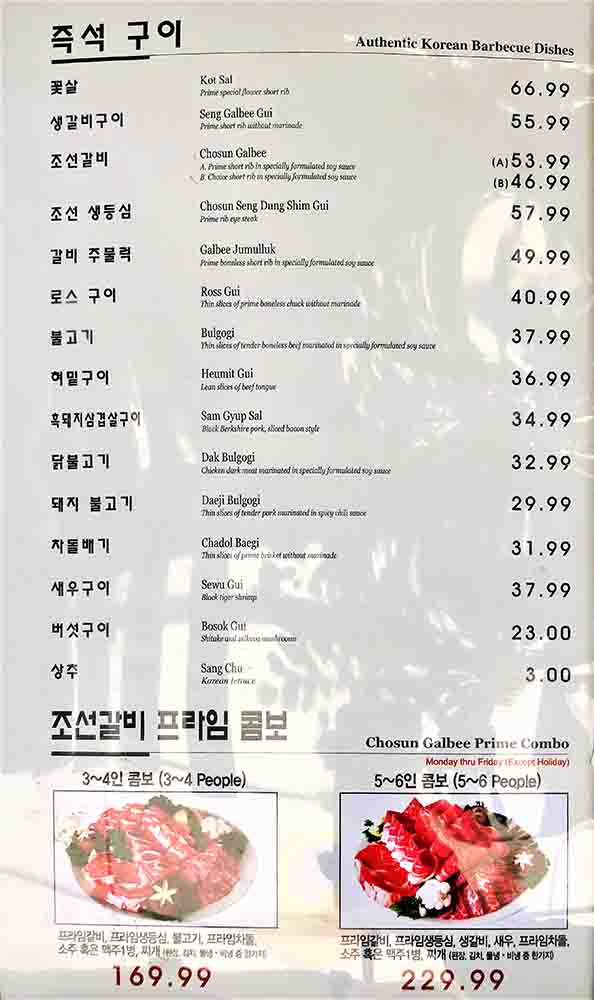 즉석 구이
Authentic Korean Barbecue Dishes
꽃살 Kot Sal 66.99
Prime special flower short rib
생갈비구이 Seng Galbee Gui 55.99
Prime short rib without marinade
조선갈비 Chosun Galbee
A. Prime short rib in specially formulated soy sauce (A) 53.99
B. Choice short rib in specially formulated soy sauce (B) 46.99
조선 생등심 Chosun Seng Dung Shim Gui 57.99
Prime rib eye steak
갈비 주물럭 Galbee Jumulluk 49.99
Prime boneless short rib in specially formulated soy sauce
로스 구이 Ross Gui 40.99
Thin slices of prime boneless chuck without marinade
불고기 Bulgogi 37.99
Thin slices of tender boneless beef marinated in specially formulated soy sauce
혀밑구이 Heumit Gui 36.99
Lean slices of beef tongue
흑돼지삼겹살구이 Sam Gyup Sal 34.99
Black Berkshire pork, sliced bacon style
닭불고기 Dak Bulgogi 32.99
Chicken dark meat marinated in specially formulated soy sauce
돼지 불고기 Daeji Bulgogi 29.99
Thin slices of tender pork marinated in spicy chili sauce
차돌배기 Chadol Baegi 31.99
Thin slices of prime brisket without marinade
새우구이 Sewu Gui 37.99
Black tiger shrimp
버섯구이 Bosok Gui 23.00
Shitake and mushrooms
상추 Sang Chu 3.00
Korean lettuce
조선갈비 프라임 콤보
Chosun Galbee Prime Combo
Monday thru Friday (Except Holiday)
3~4인 콤보 (3~4 People)
프라임갈비, 프라임생등심, 불고기, 프라임차돌,
소주 혹은 맥주1병, 찌개 (된장, 김치, 물냉・비냉 중 한가지)
169.99
5~6인 콤보 (5~6 People)
프라임갈비, 프라임생등심, 생갈비, 새우, 프라임차돌,
소주 혹은 맥주1병, 찌개 (된장, 김치, 물냉・비냉 중 한가지)
229.99